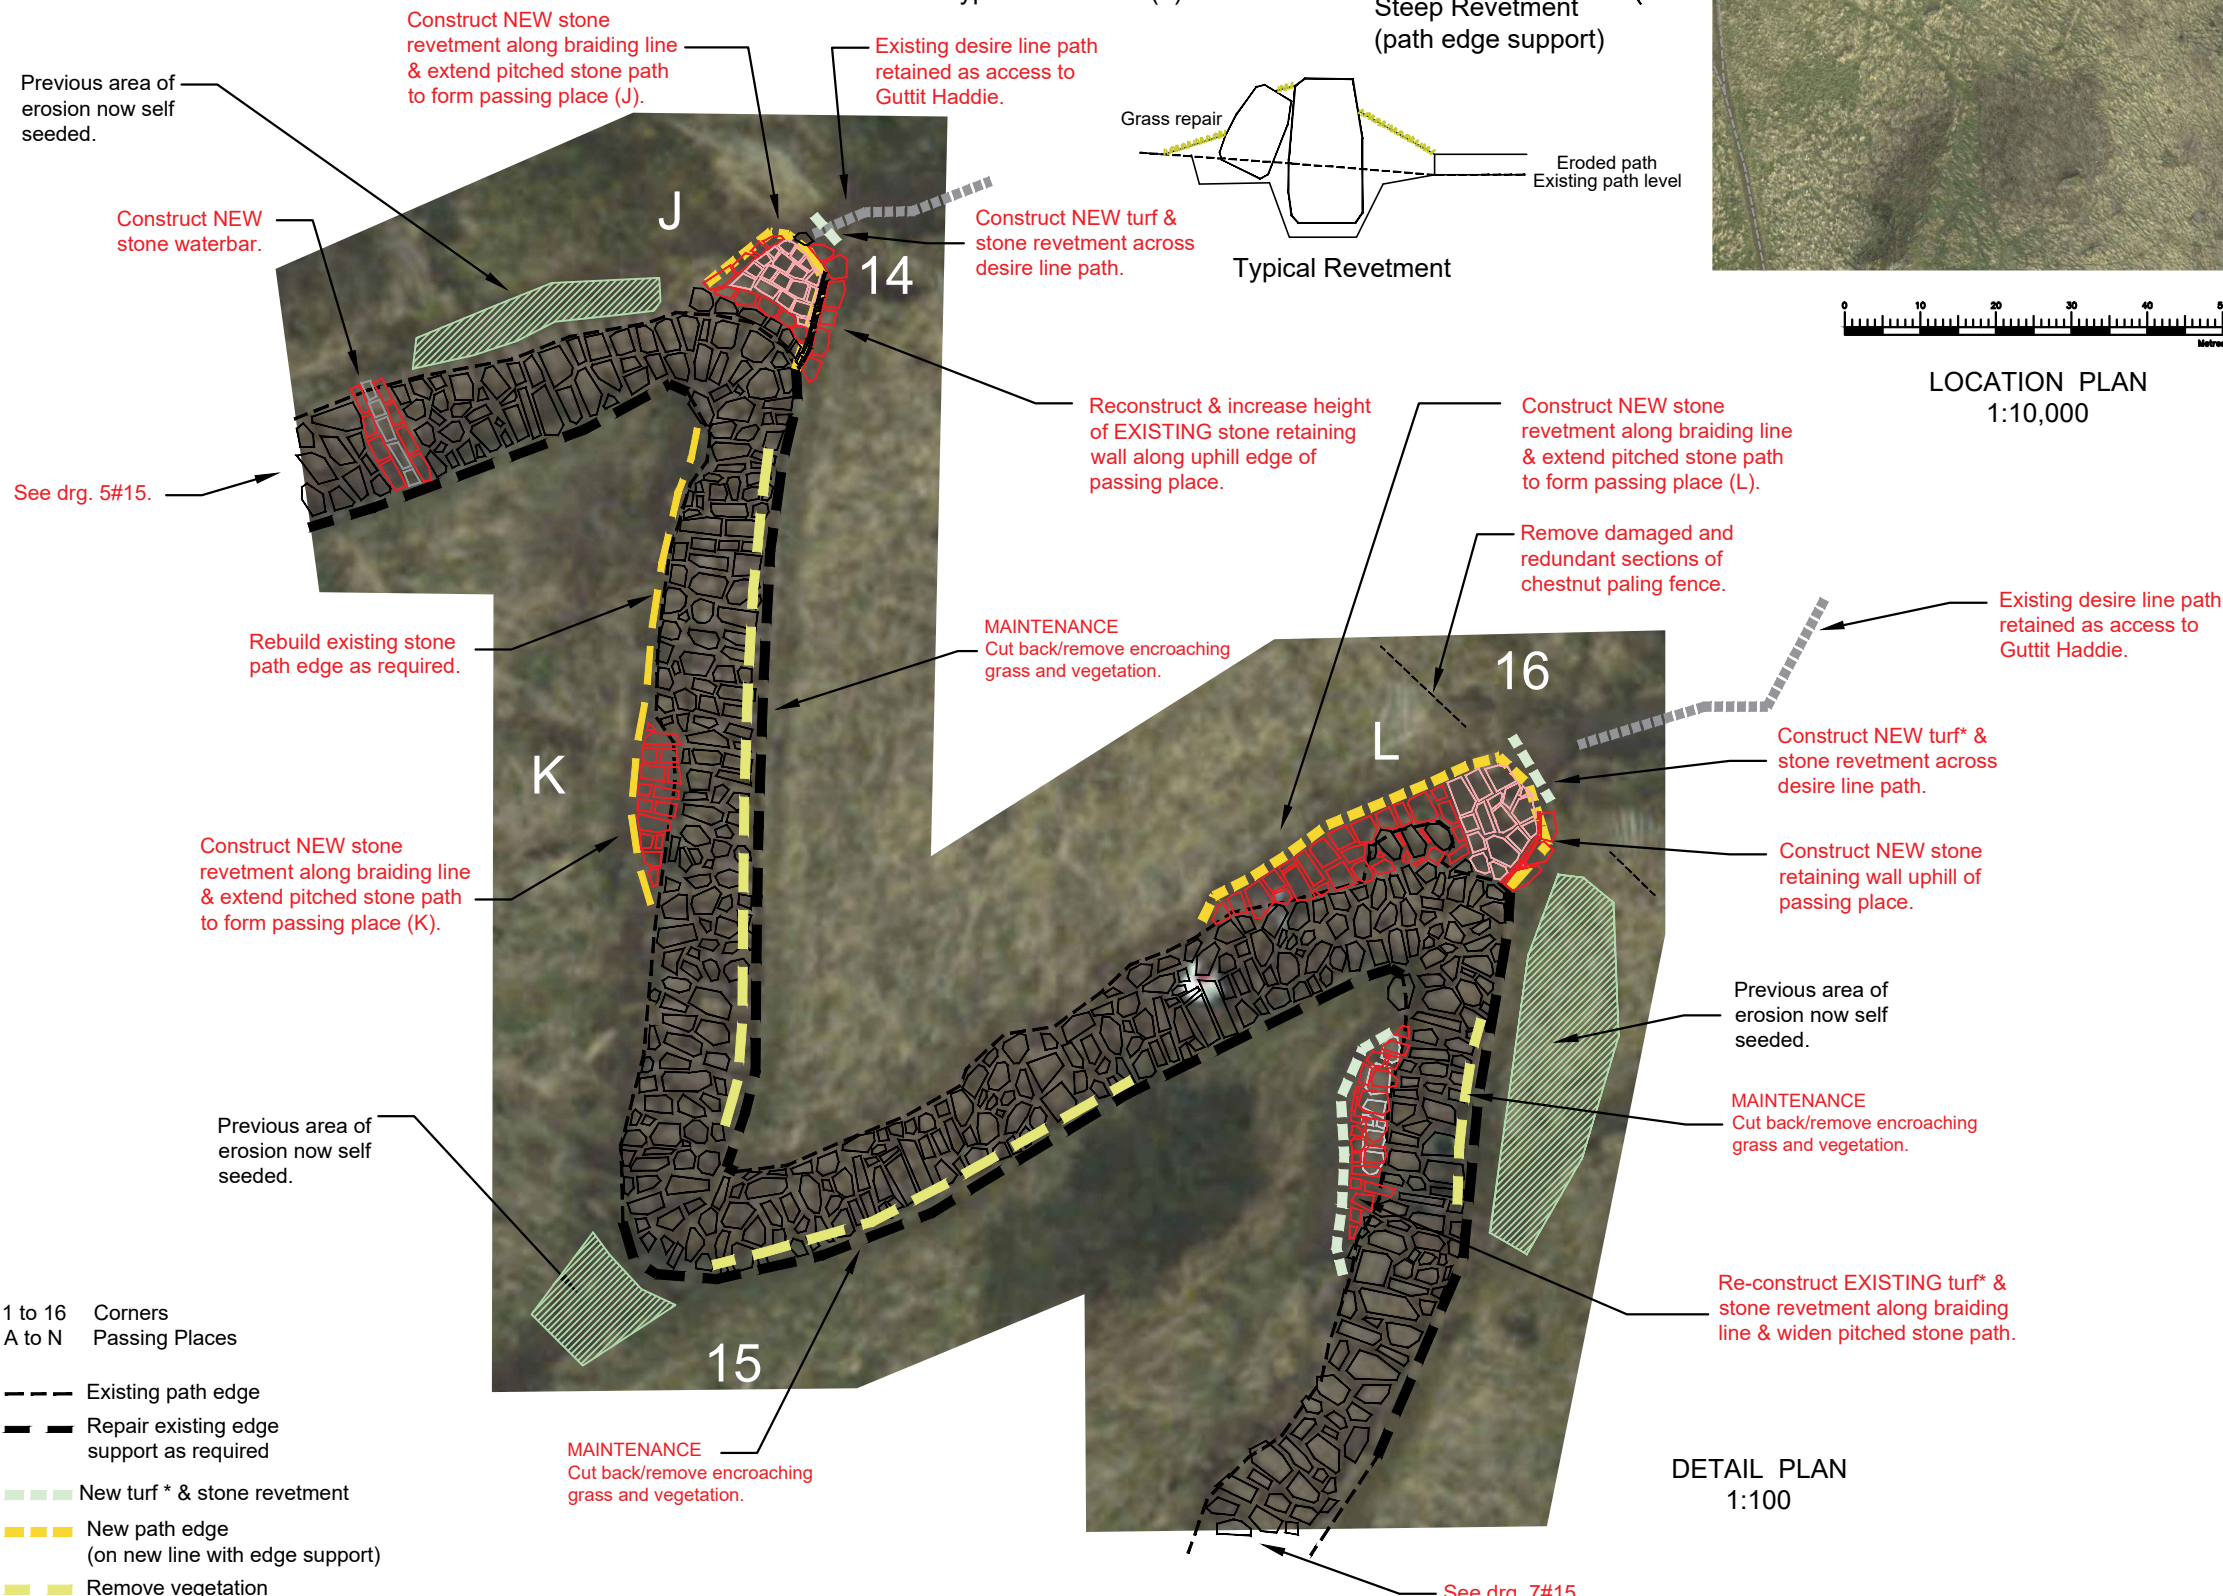 Construct NEW stone
revetment along braiding line
& extend pitched stone path
to form passing place (J).
Existing desire line path
retained as access to
Guttit Haddie.
Steep Revetment
(path edge support)
Previous area of
erosion now self
seeded.
Grass repair
Eroded path
Existing path level
Typical Revetment
Construct NEW
stone waterbar.
J
Construct NEW turf &
stone revetment across
desire line path.
14
0 10 20 30 40
LOCATION PLAN
1:10,000
Reconstruct & increase height
of EXISTING stone retaining
wall along uphill edge of
passing place.
Construct NEW stone
revetment along braiding line
& extend pitched stone path
to form passing place (L).
See drg. 5#15.
Remove damaged and
redundant sections of
chestnut paling fence.
Existing desire line path
retained as access to
Guttit Haddie.
Rebuild existing stone
path edge as required.
MAINTENANCE
Cut back/remove encroaching
grass and vegetation.
16
L
K
Construct NEW turf* &
stone revetment across
desire line path.
Construct NEW stone
revetment along braiding line
& extend pitched stone path
to form passing place (K).
Construct NEW stone
retaining wall uphill of
passing place.
Previous area of
erosion now self
seeded.
MAINTENANCE
Cut back/remove encroaching
grass and vegetation.
Previous area of
erosion now self
seeded.
Re-construct EXISTING turf* &
stone revetment along braiding
line & widen pitched stone path.
15
1 to 16 Corners
A to N Passing Places
Existing path edge
Repair existing edge
support as required
New turf * & stone revetment
New path edge
(on new line with edge support)
Remove vegetation
MAINTENANCE
Cut back/remove encroaching
grass and vegetation.
DETAIL PLAN
1:100
See drg. 7#15